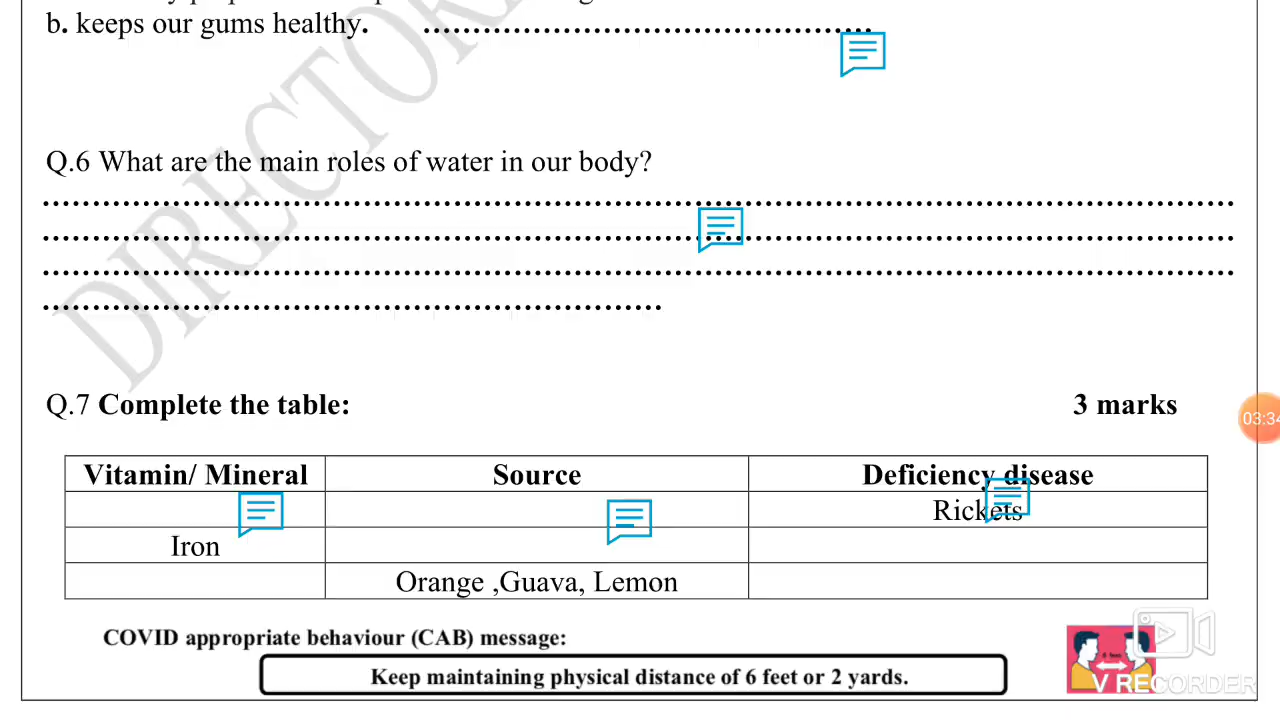 b. keeps our gums healthy. ............................................
DIRECTOR
Q.6 What are the main roles of water in our body?
........................................................................................................................
........................................................................................................................
........................................................................................................................
..............................................................
Q.7 Complete the table: 3 marks
Vitamin/ Mineral Source Deficiency disease
Rickets
Iron
Orange ,Guava, Lemon
COVID appropriate behaviour (CAB) message:
Keep maintaining physical distance of 6 feet or 2 yards.
03:34
V RECORDER